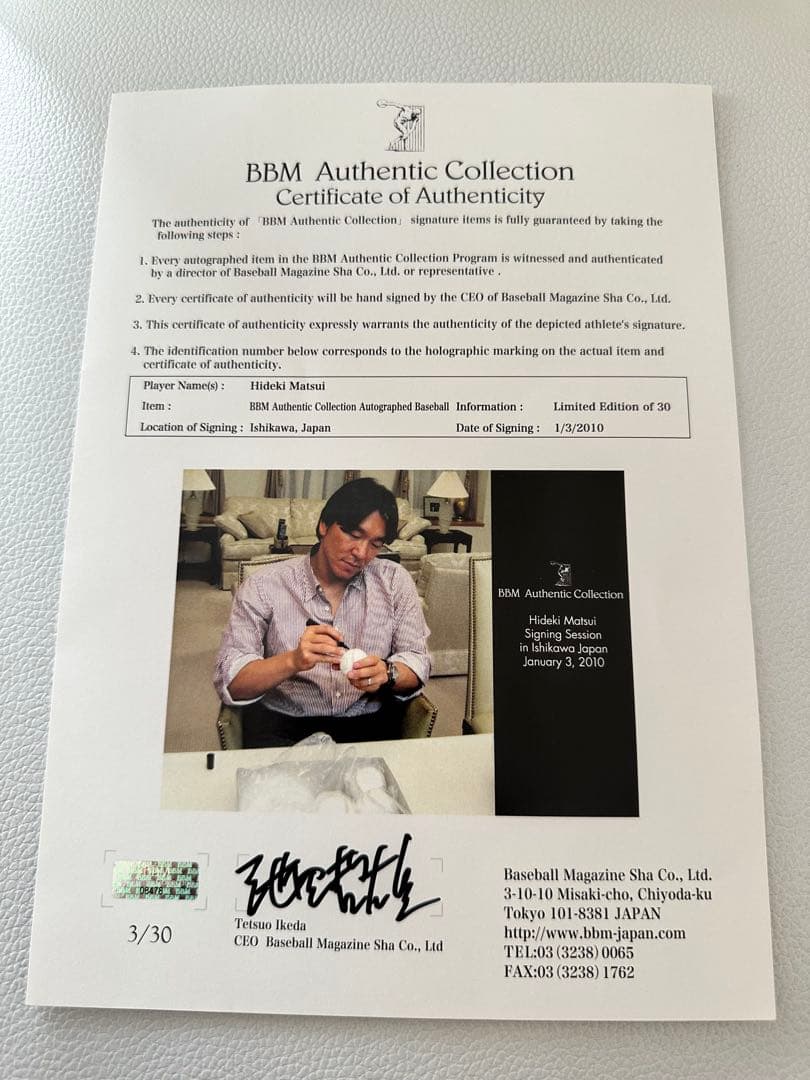 BBM Authentic Collection
Certificate of Authenticity
The authenticity of 「BBM Authentic Collection」 signature items is fully guaranteed by taking the
following steps :
1. Every autographed item in the BBM Authentic Collection Program is witnessed and authenticated
by a director of Baseball Magazine Sha Co., Ltd. or representative .
2. Every certificate of authenticity will be hand signed by the CEO of Baseball Magazine Sha Co., Ltd.
3. This certificate of authenticity expressly warrants the authenticity of the depicted athlete's signature.
4. The identification number below corresponds to the holographic marking on the actual item and
certificate of authenticity.
Player Name(s) : Hideki Matsui
Item : BBM Authentic Collection Autographed Baseball Information : Limited Edition of 30
Location of Signing : Ishikawa, Japan Date of Signing : 1/3/2010
BBM Authentic Collection
Hideki Matsui
Signing Session
in Ishikawa Japan
January 3, 2010
3/30
池田哲雄
Tetsuo Ikeda
CEO Baseball Magazine Sha Co., Ltd
Baseball Magazine Sha Co., Ltd.
3-10-10 Misaki-cho, Chiyoda-ku
Tokyo 101-8381 JAPAN
http://www.bbm-japan.com
TEL:03 (3238) 0065
FAX:03 (3238) 1762